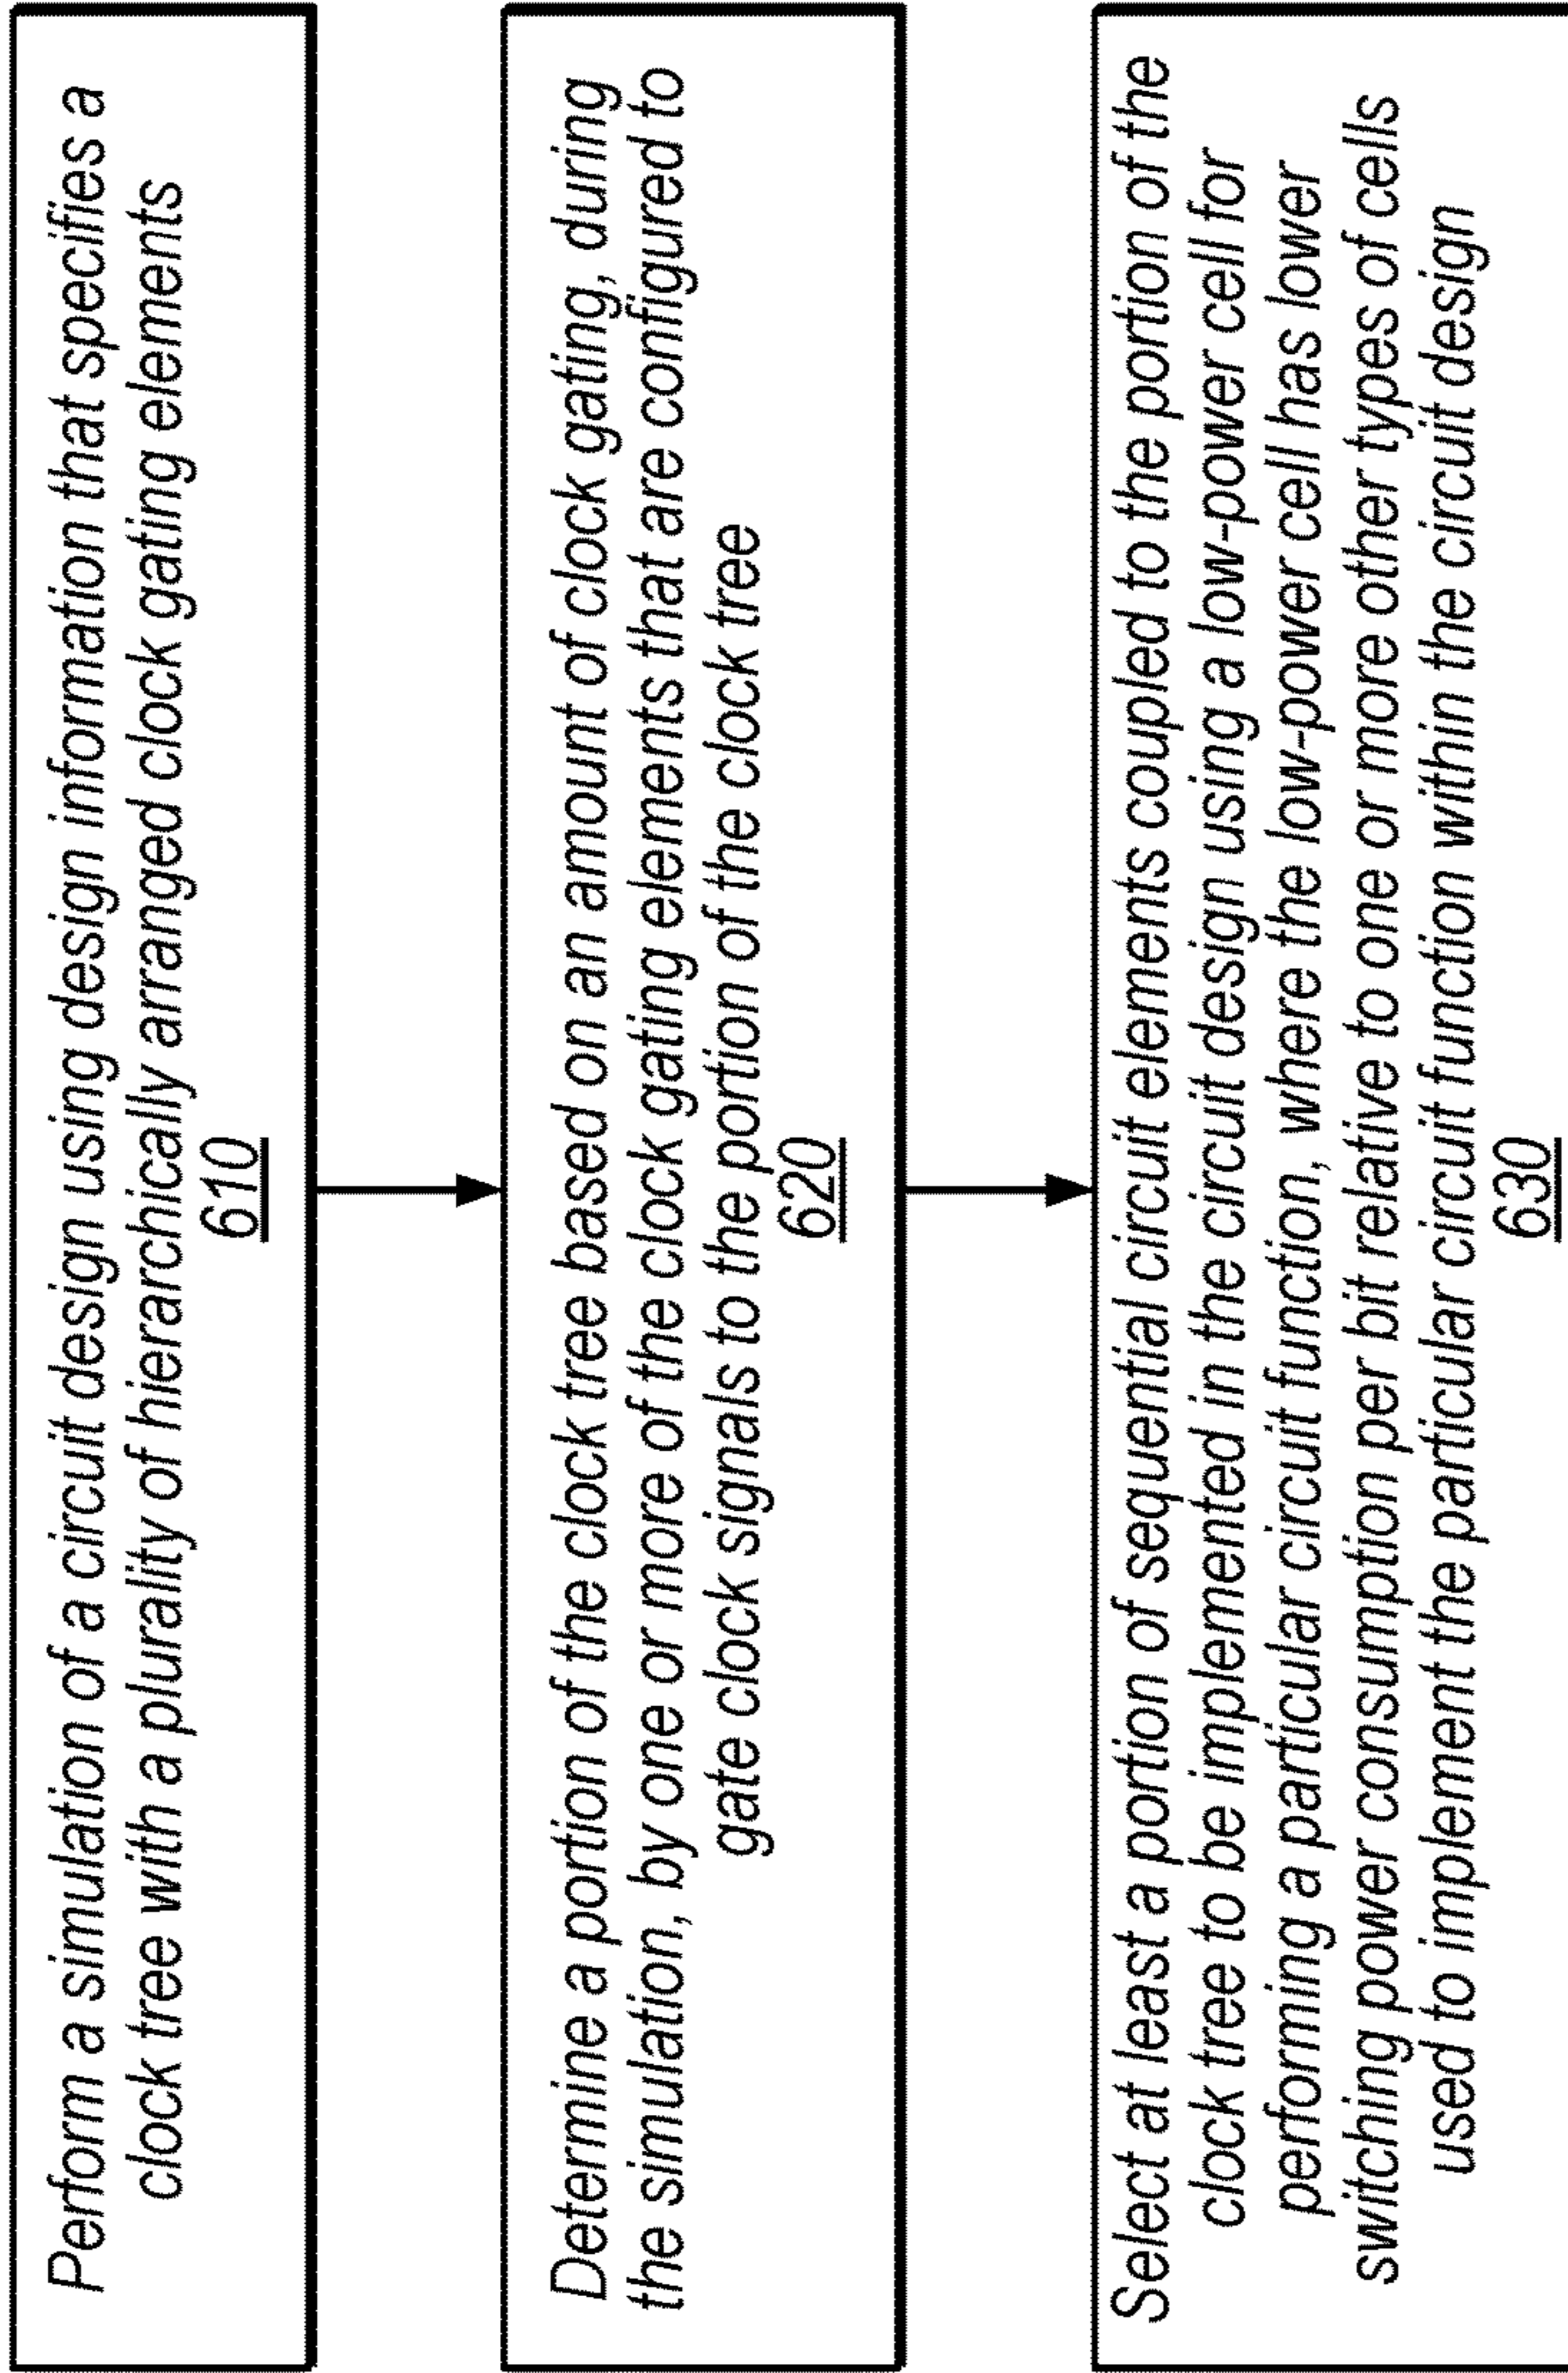 Perform a simulation of a circuit design using design information that specifies a
clock tree with a plurality of hierarchically arranged clock gating elements
610
Determine a portion of the clock tree based on an amount of clock gating, during
the simulation, by one or more of the clock gating elements that are configured to
gate clock signals to the portion of the clock tree
620
Select at least a portion of sequential circuit elements coupled to the portion of the
clock tree to be implemented in the circuit design using a low-power cell for
performing a particular circuit function, where the low-power cell has lower
switching power consumption per bit relative to one or more other types of cells
used to implement the particular circuit function within the circuit design
630